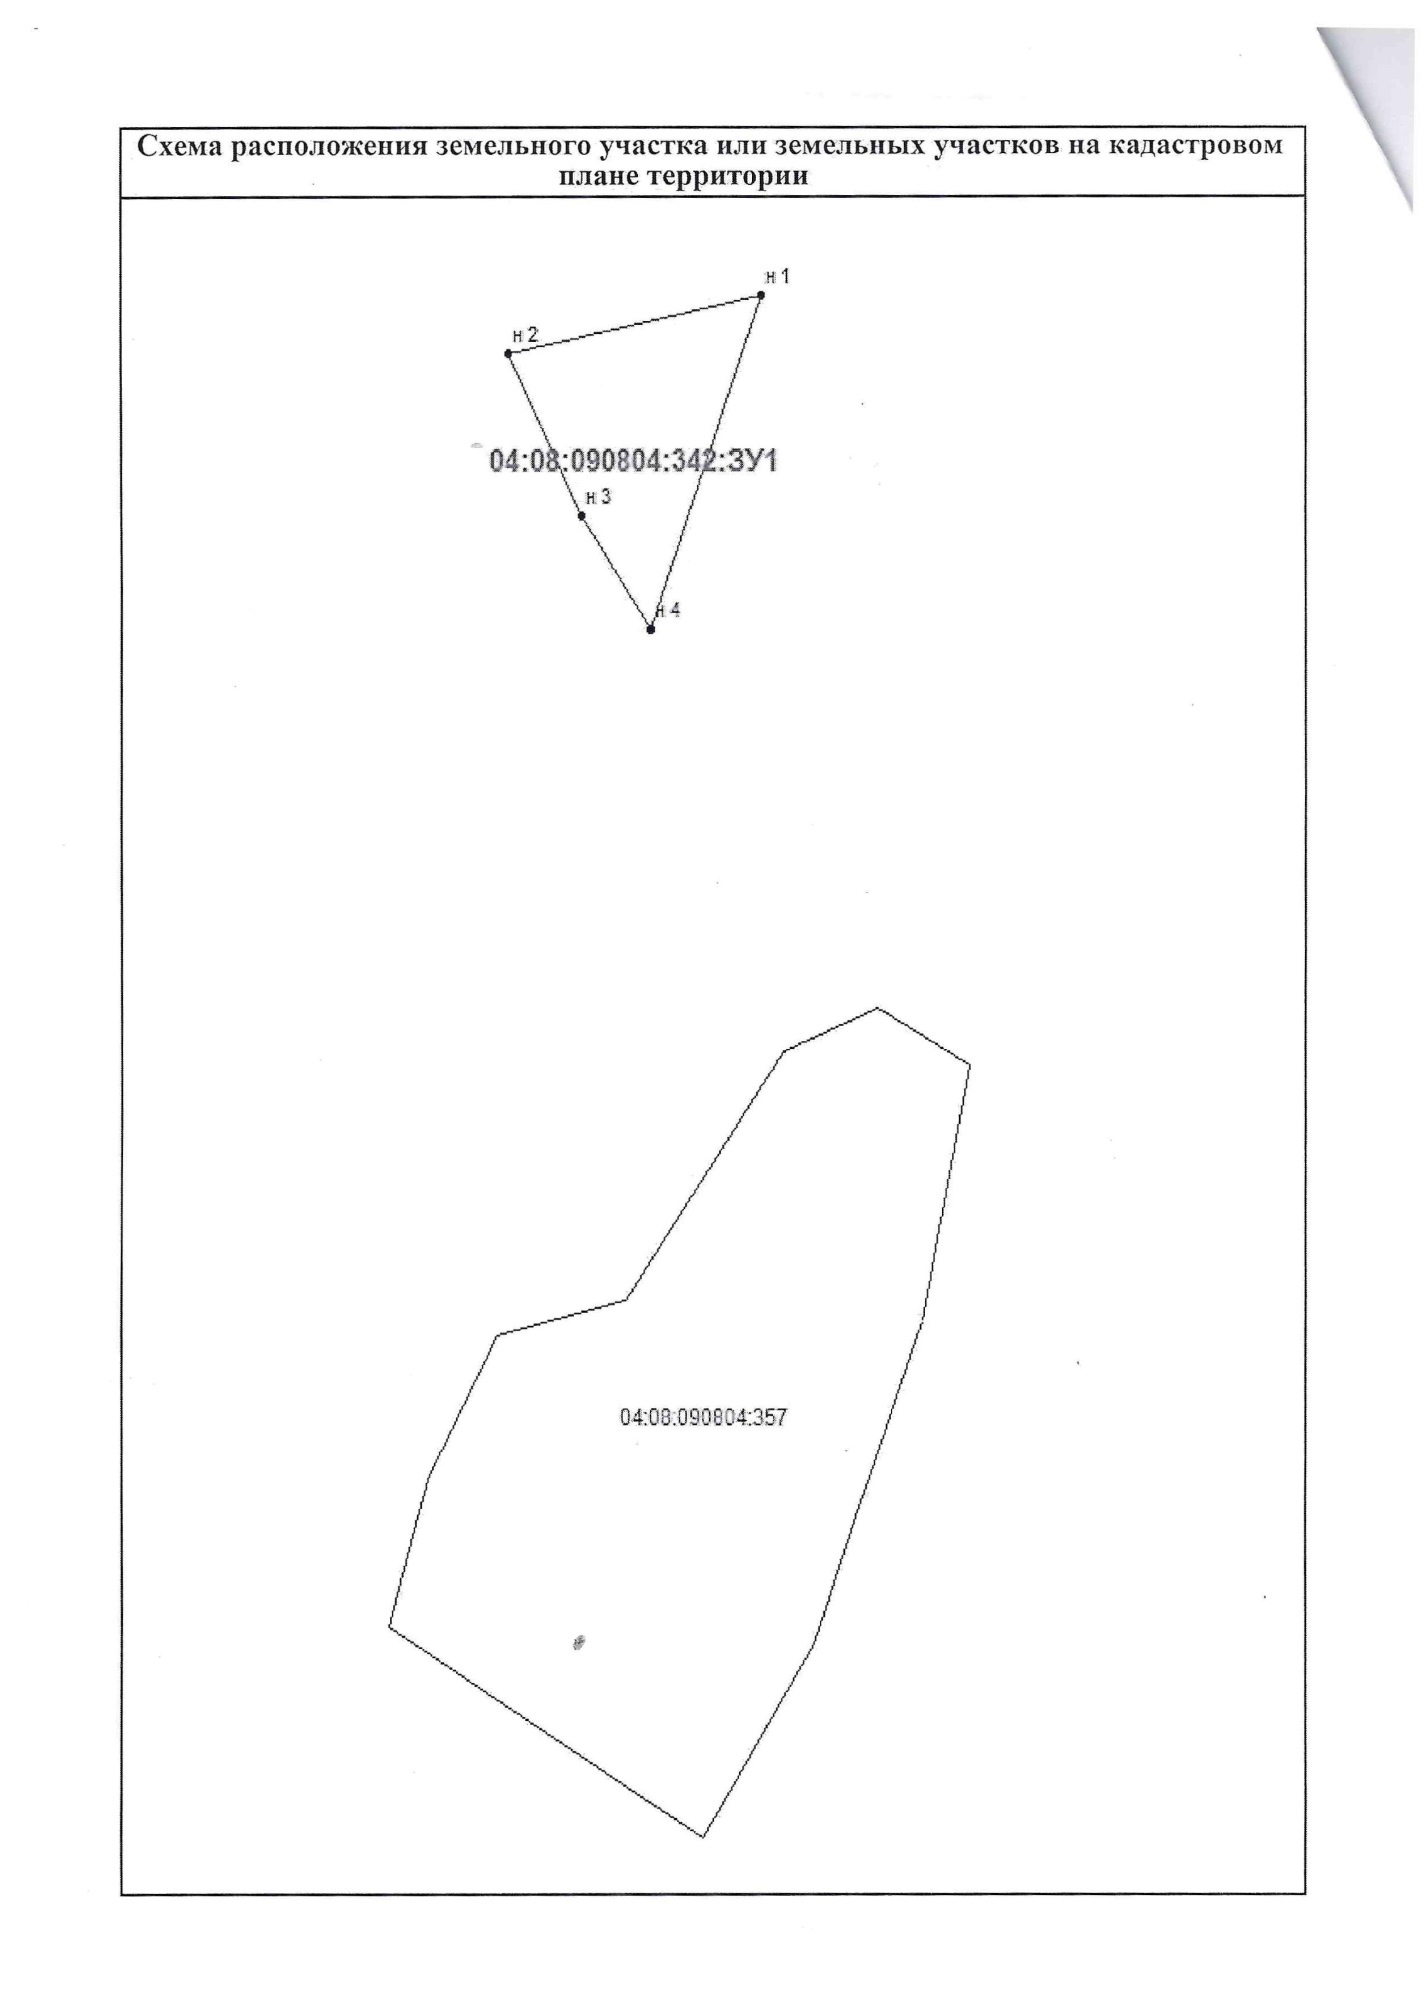 Схема расположения земельного участка или земельных участков на кадастровом
плане территории
н 1
н 2
04:08:090804:342:ЗУ1
н 3
н 4
04:08:090804:357